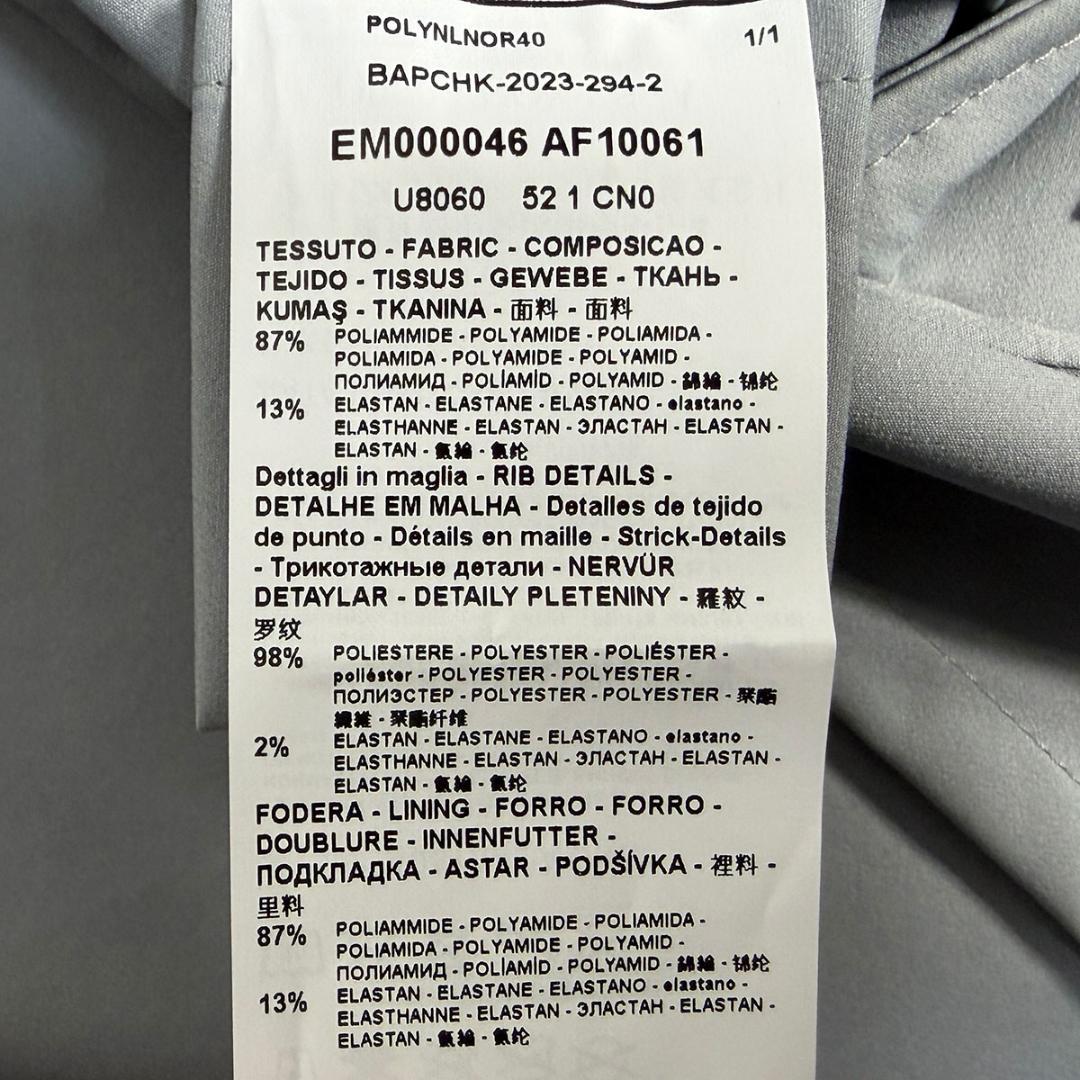 POLYNLNOR40 1/1
BAPCHK-2023-294-2
EM000046 AF10061
U8060 52 1 CN0
TESSUTO - FABRIC - COMPOSICAO -
TEJIDO - TISSUS - GEWEBE - ТКАНЬ -
KUMAŞ - TKANINA - 面料 - 面料
87% POLIAMMIDE - POLYAMIDE - POLIAMIDA -
POLIAMIDA - POLYAMIDE - POLYAMID -
ПОЛИАМИД - POLİAMİD - POLYAMID - 錦綸 - 锦纶
13% ELASTAN - ELASTANE - ELASTANO - elastano -
ELASTHANNE - ELASTAN - ЭЛАСТАН - ELASTAN -
ELASTAN - 氨綸 - 氨纶
Dettagli in maglia - RIB DETAILS -
DETALHE EM MALHA - Detalles de tejido
de punto - Détails en maille - Strick-Details
- Трикотажные детали - NERVÜR
DETAYLAR - DETAILY PLETENINY - 羅紋 -
罗纹
98% POLIESTERE - POLYESTER - POLIÉSTER -
poliéster - POLYESTER - POLYESTER -
ПОЛИЭСТЕР - POLYESTER - POLYESTER - 聚酯
纖維 - 聚酯纤维
2% ELASTAN - ELASTANE - ELASTANO - elastano -
ELASTHANNE - ELASTAN - ЭЛАСТАН - ELASTAN -
ELASTAN - 氨綸 - 氨纶
FODERA - LINING - FORRO - FORRO -
DOUBLURE - INNENFUTTER -
ПОДКЛАДКА - ASTAR - PODŠÍVKA - 裡料 -
里料
87% POLIAMMIDE - POLYAMIDE - POLIAMIDA -
POLIAMIDA - POLYAMIDE - POLYAMID -
ПОЛИАМИД - POLİAMİD - POLYAMID - 錦綸 - 锦纶
13% ELASTAN - ELASTANE - ELASTANO - elastano -
ELASTHANNE - ELASTAN - ЭЛАСТАН - ELASTAN -
ELASTAN - 氨綸 - 氨纶